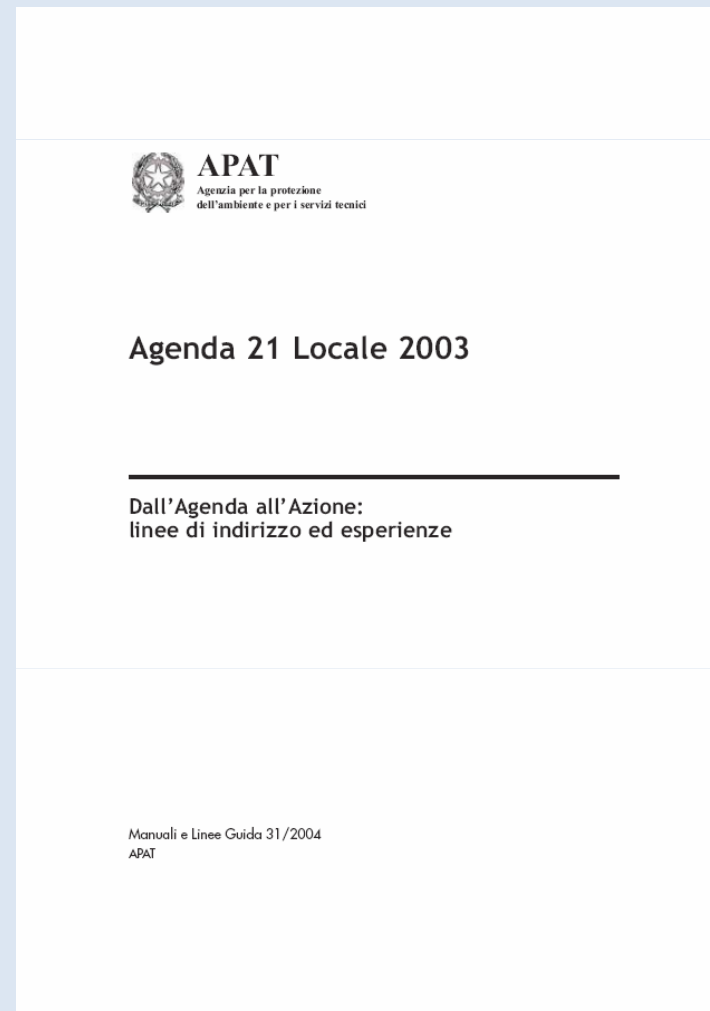 APAT
Agenzia per la protezione
dell'ambiente e per i servizi tecnici
Agenda 21 Locale 2003
Dall'Agenda all'Azione:
linee di indirizzo ed esperienze
Manuali e Linee Guida 31/2004
APAT